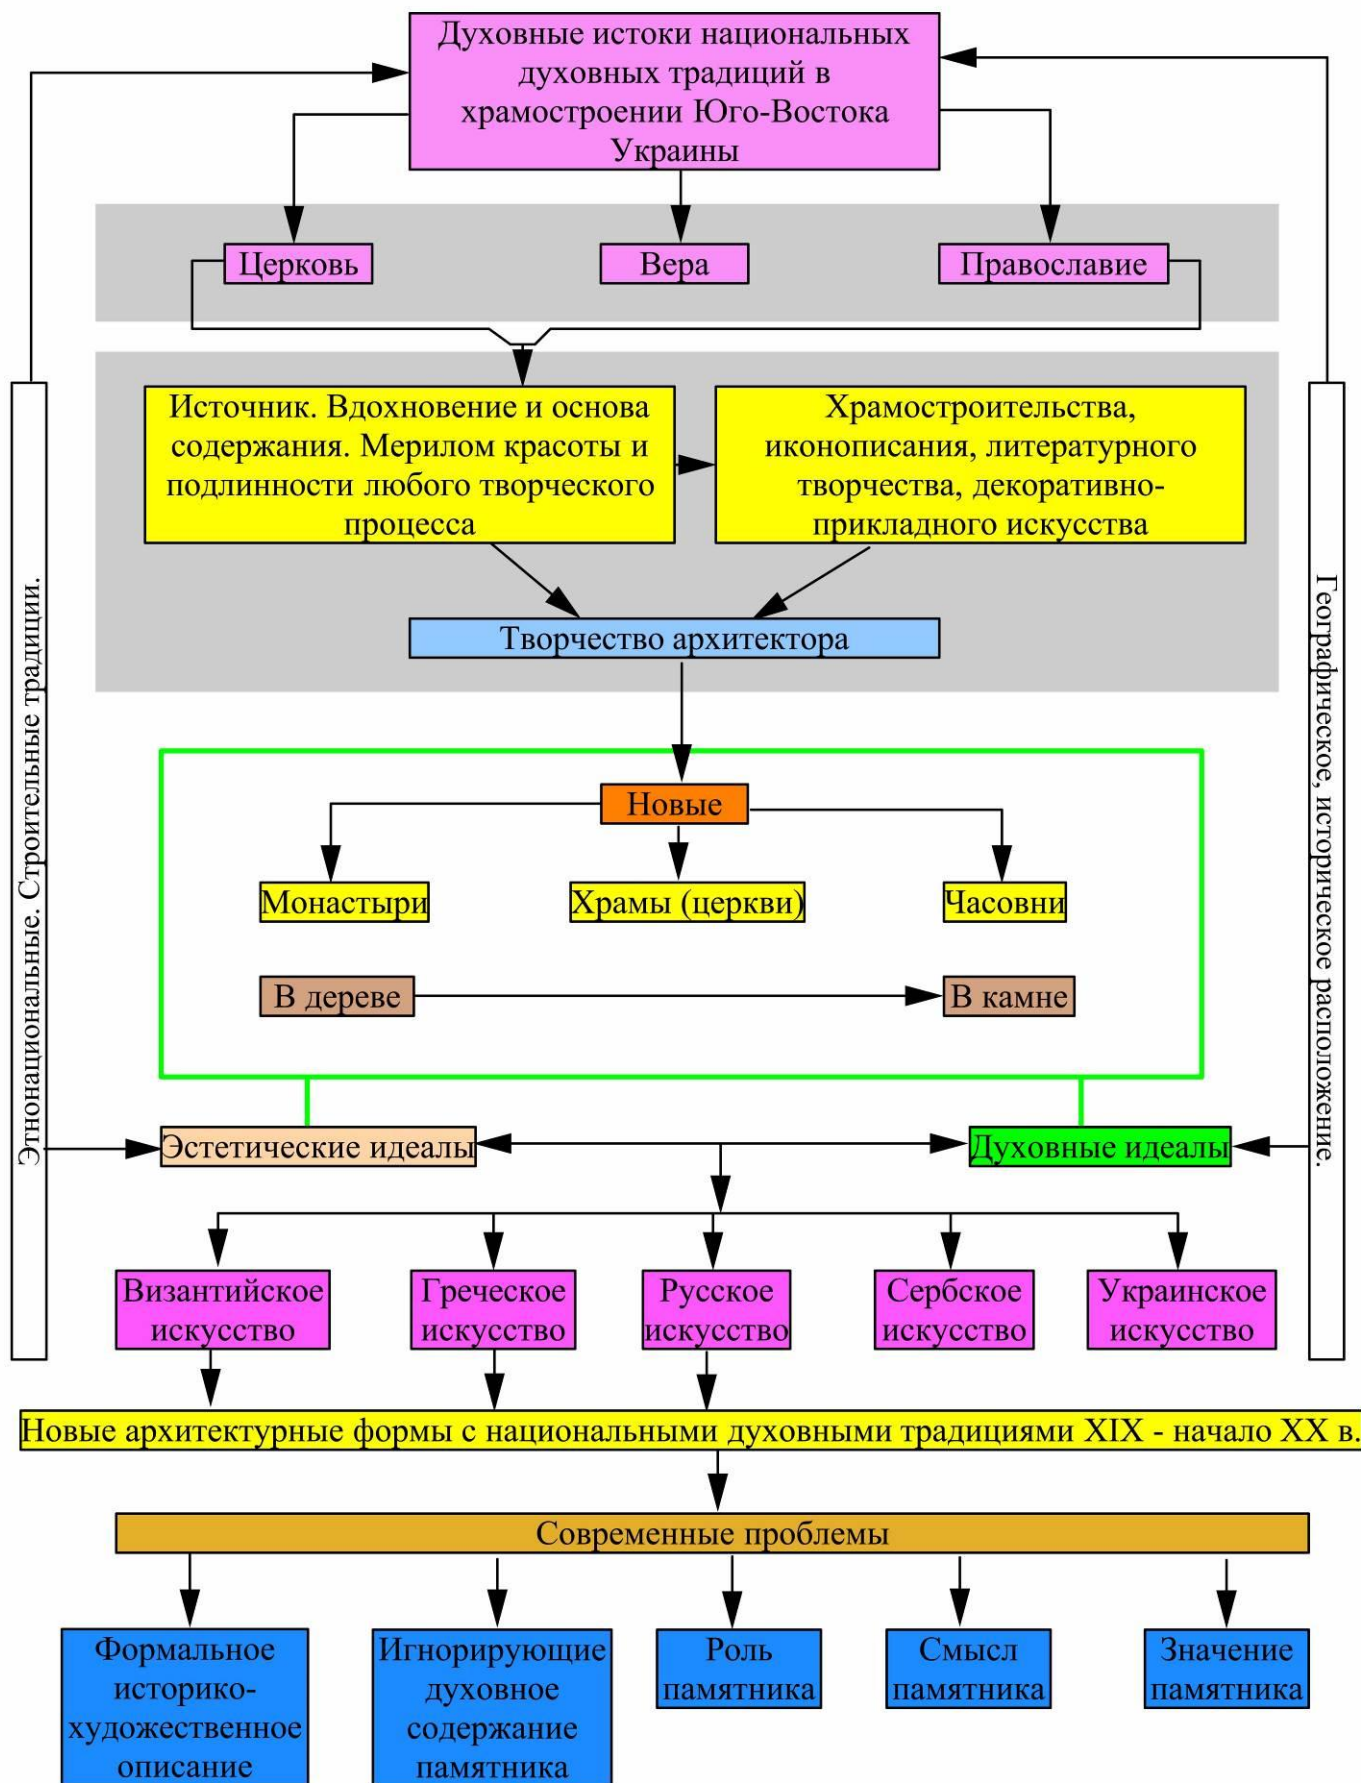 Духовные истоки национальных
духовных традиций в
храмостроении Юго-Востока
Украины
Церковь
Вера
Православие
Источник. Вдохновение и основа
содержания. Мерилом красоты и
подлинности любого творческого
процесса
Храмостроительства,
иконописания, литературного
творчества, декоративно-
прикладного искусства
Творчество архитектора
Этнонациональные. Строительные традиции.
Географическое, историческое расположение.
Новые
Монастыри
Храмы (церкви)
Часовни
В дереве
В камне
Эстетические идеалы
Духовные идеалы
Византийское
искусство
Греческое
искусство
Русское
искусство
Сербское
искусство
Украинское
искусство
Новые архитектурные формы с национальными духовными традициями XIX - начало XX в.
Современные проблемы
Формальное
историко-
художественное
описание
Игнорирующие
духовное
содержание
памятника
Роль
памятника
Смысл
памятника
Значение
памятника